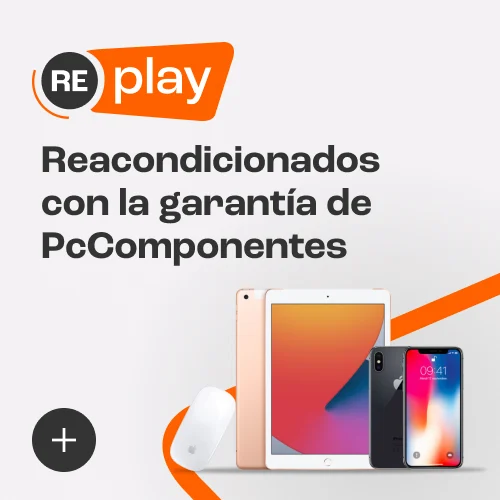 RE play
Reacondicionados
con la garantía de
PcComponentes
09:41